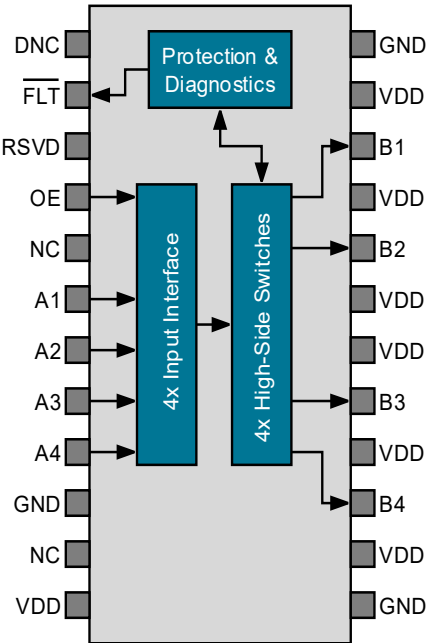 DNC
FLT
RSVD
OE
NC
A1
A2
A3
A4
GND
NC
VDD
Protection &
Diagnostics
4x Input Interface
4x High-Side Switches
GND
VDD
B1
VDD
B2
VDD
VDD
B3
VDD
B4
VDD
GND